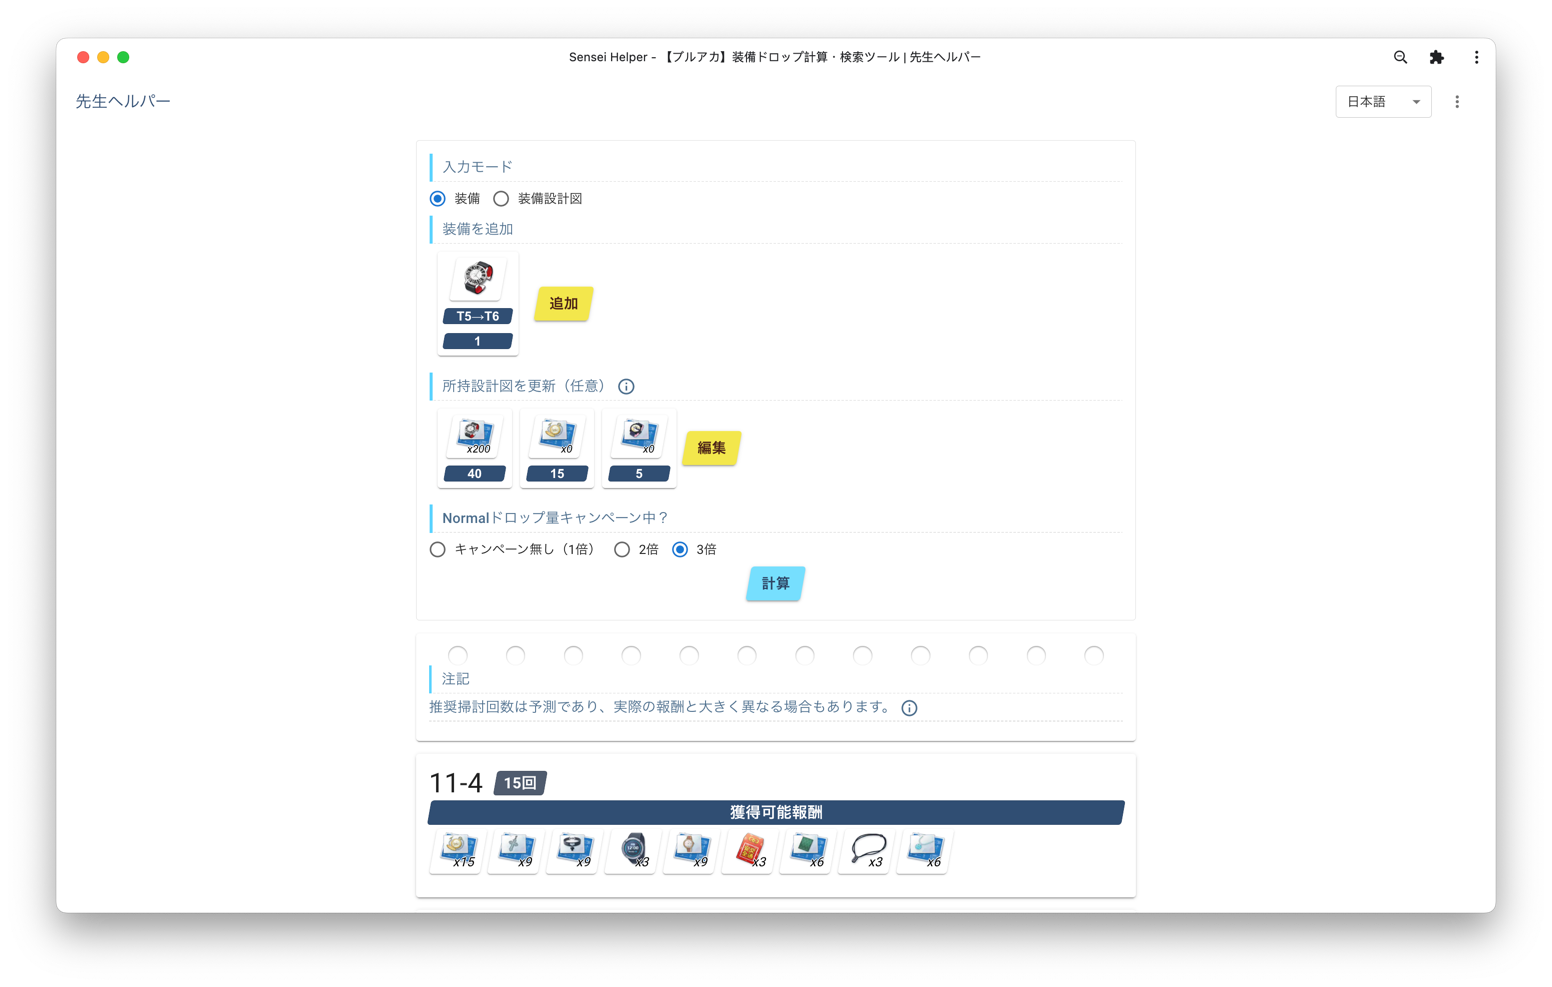 Sensei Helper - 【ブルアカ】装備ドロップ計算・検索ツール | 先生ヘルパー
先生ヘルパー
日本語
入力モード
装備
装備設計図
装備を追加
T5→T6
1
追加
所持設計図を更新（任意）
x200
x0
x0
40
15
5
編集
Normalドロップ量キャンペーン中？
キャンペーン無し（1倍）
2倍
3倍
計算
注記
推奨掃討回数は予測であり、実際の報酬と大きく異なる場合もあります。
11-4
15回
獲得可能報酬
x15
x9
x9
x3
x9
x3
x6
x3
x6